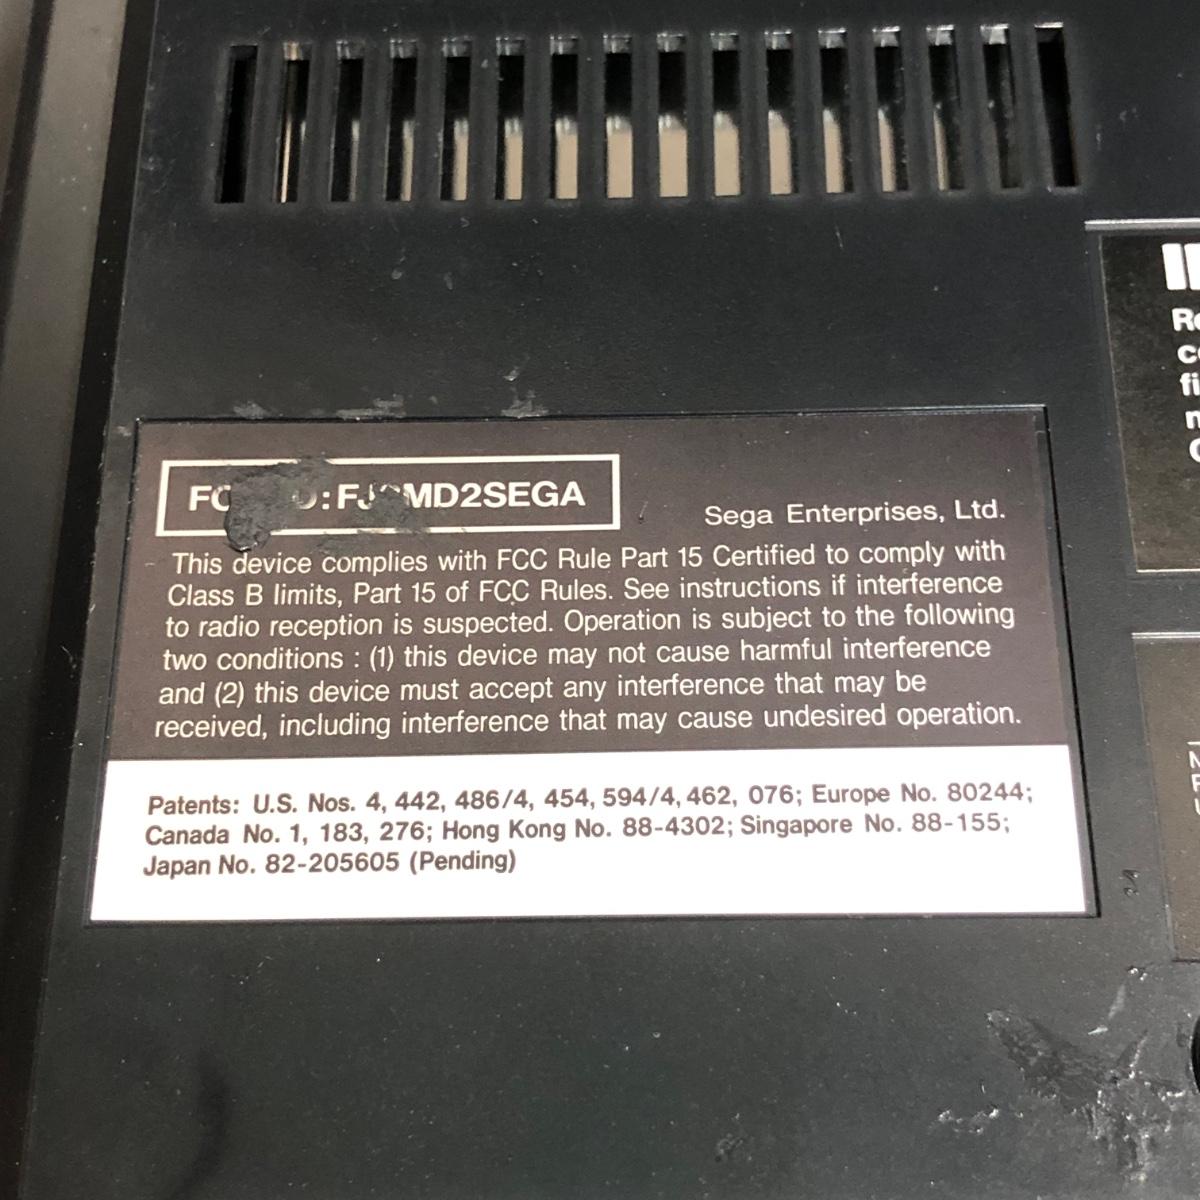 Sega Enterprises, Ltd.
This device complies with FCC Rule Part 15 Certified to comply with
Class B limits, Part 15 of FCC Rules. See instructions if interference
to radio reception is suspected. Operation is subject to the following
two conditions : (1) this device may not cause harmful interference
and (2) this device must accept any interference that may be
received, including interference that may cause undesired operation.
Patents: U.S. Nos. 4, 442, 486/4, 454, 594/4, 462, 076; Europe No. 80244;
Canada No. 1, 183, 276; Hong Kong No. 88-4302; Singapore No. 88-155;
Japan No. 82-205605 (Pending)